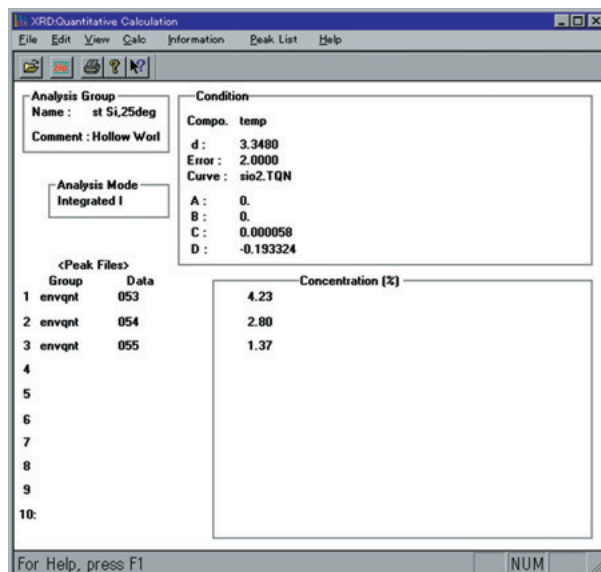 XRD:Quantitative Calculation
File Edit View Calc Information Peak List Help
Analysis Group
Name : st Si,25deg
Comment : Hollow Worl
Analysis Mode
Integrated I
Condition
Compo. temp
d : 3.3480
Error : 2.0000
Curve : sio2.TQN
A : 0.
B : 0.
C : 0.000058
D : -0.193324
<Peak Files>
Group Data
Concentration (%)
1 envqnt 053 4.23
2 envqnt 054 2.80
3 envqnt 055 1.37
4
5
6
7
8
9
10:
For Help, press F1
NUM